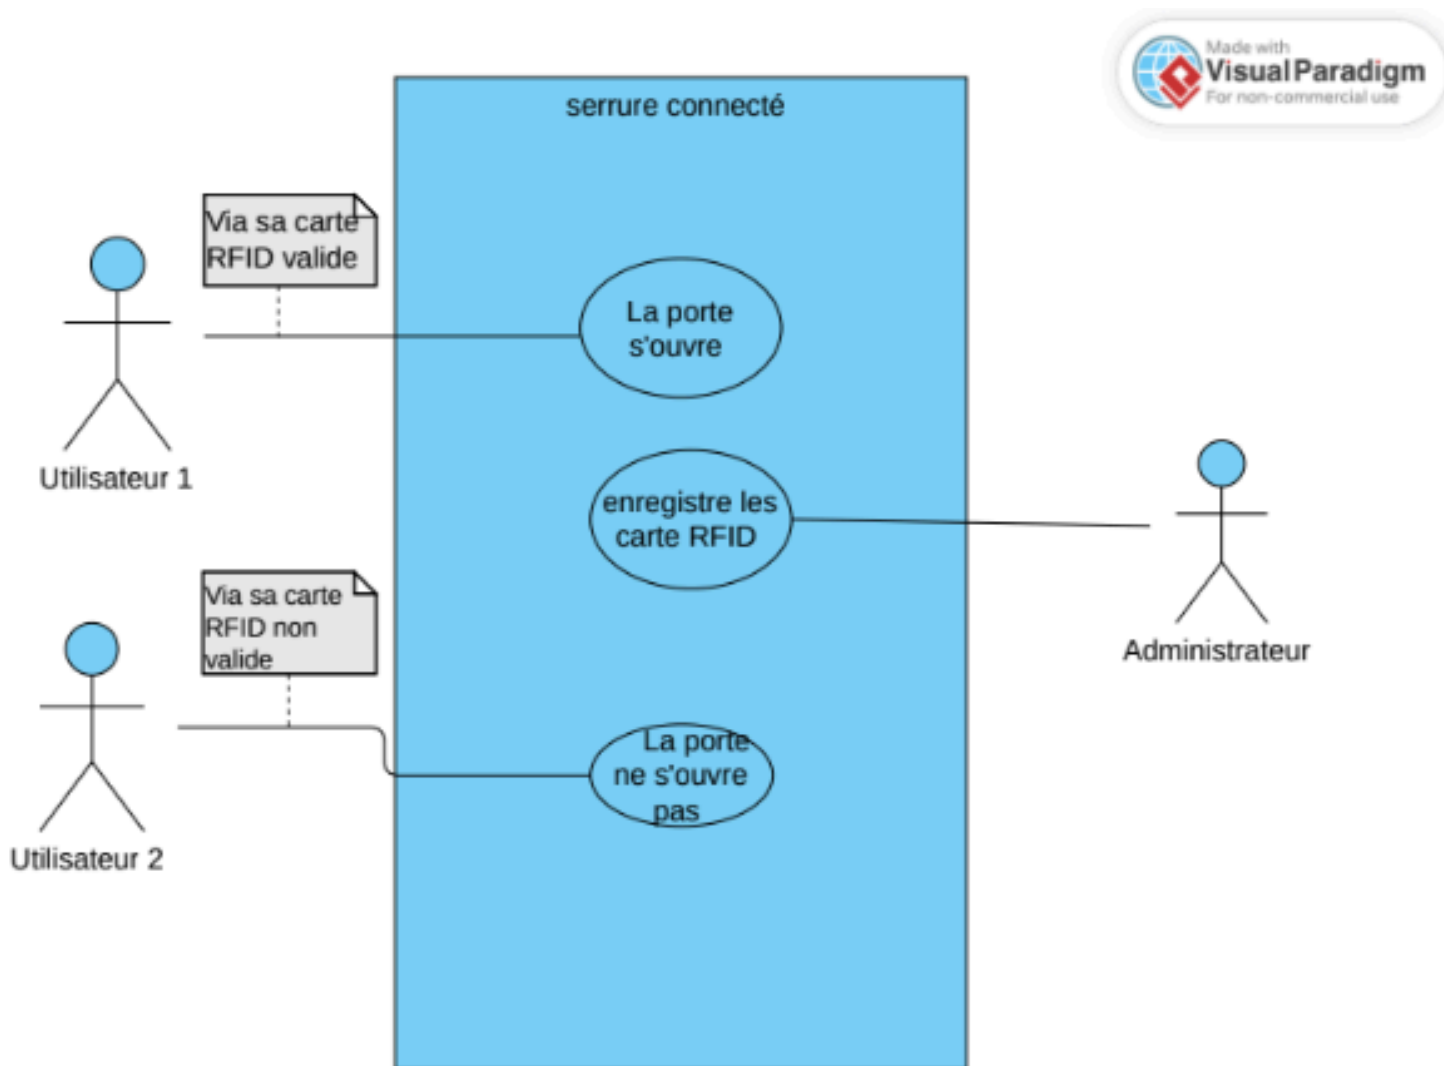 Made with
Visual Paradigm
For non-commercial use
serrure connecté
Via sa carte
RFID valide
La porte
s'ouvre
Utilisateur 1
enregistre les
carte RFID
Administrateur
Via sa carte
RFID non
valide
La porte
ne s'ouvre
pas
Utilisateur 2